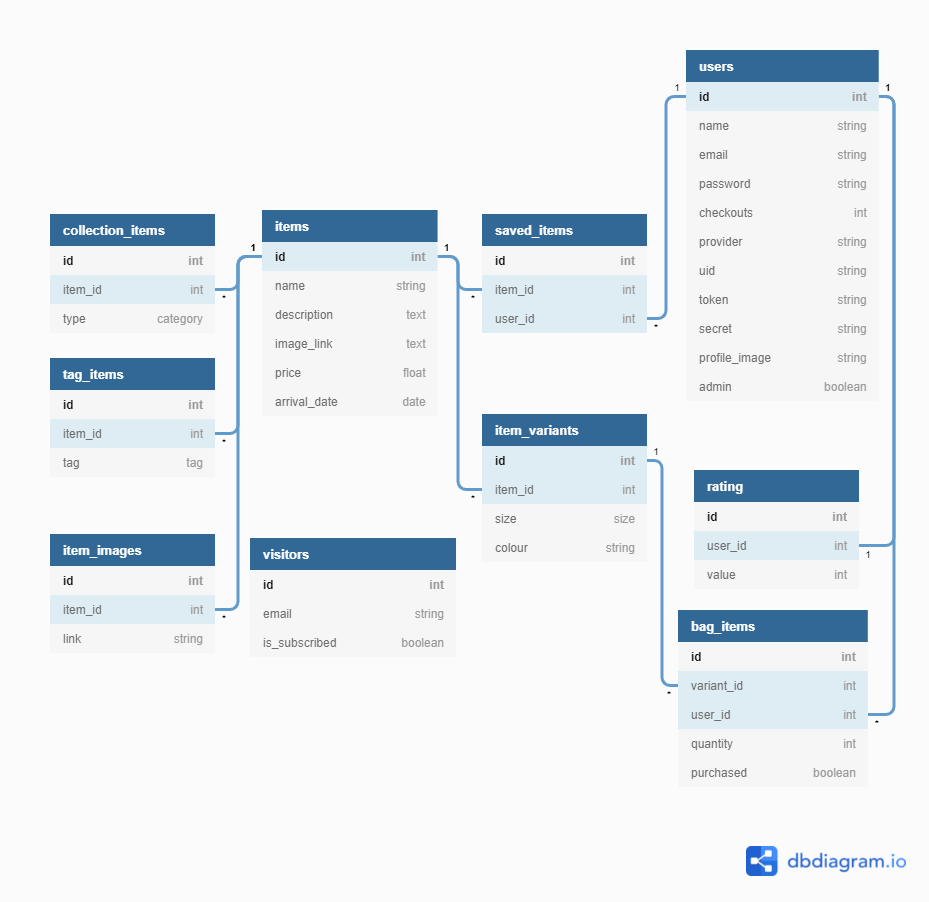 users
1
id int
1
name string
email string
password string
checkouts int
provider string
uid string
token string
secret string
profile_image string
admin boolean
collection_items
id int
item_id int
*
type category
items
1
id int
1
name string
description text
image_link text
price float
arrival_date date
saved_items
id int
item_id int
*
user_id int
*
tag_items
id int
item_id int
*
tag tag
item_variants
id int
1
item_id int
*
size size
colour string
rating
id int
user_id int
1
value int
item_images
id int
item_id int
*
link string
visitors
id int
email string
is_subscribed boolean
bag_items
id int
variant_id int
*
user_id int
*
quantity int
purchased boolean
dbdiagram.io